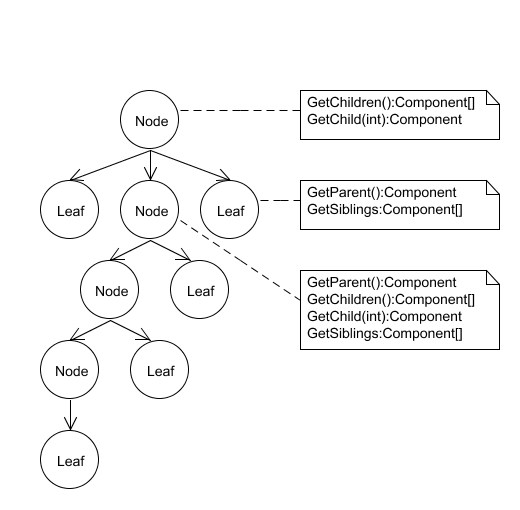 Node
GetChildren():Component[]
GetChild(int):Component
Leaf
Node
Leaf
GetParent():Component
GetSiblings:Component[]
Node
Leaf
GetParent():Component
GetChildren():Component[]
GetChild(int):Component
GetSiblings:Component[]
Node
Leaf
Leaf